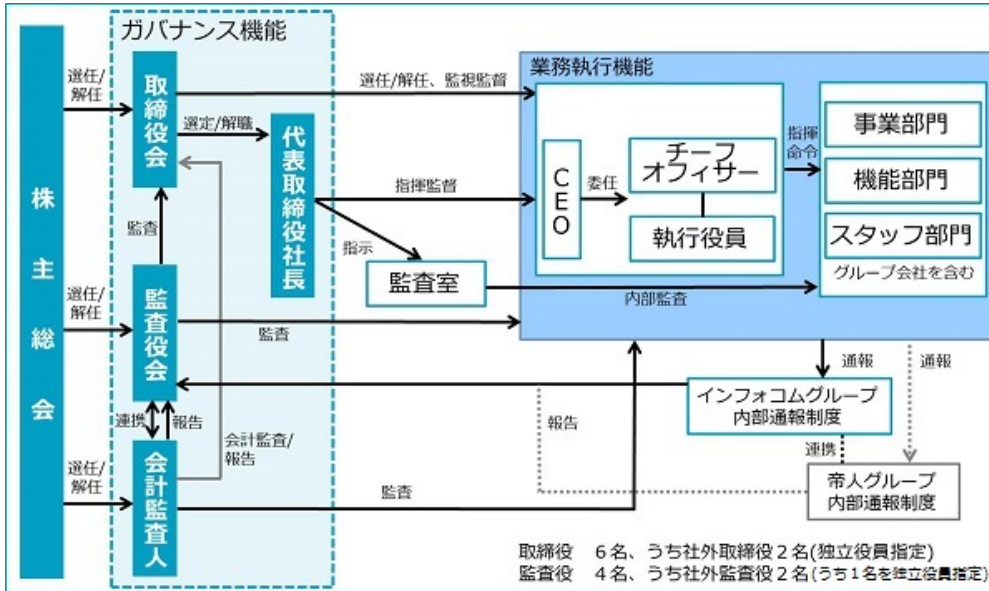 ガバナンス機能
株主総会
選任/
解任
取締役会
選定/解職
代表取締役社長
選任/解任、監視監督
監査
指揮監督
指示
監査室
内部監査
選任/
解任
監査役会
監査
連携
報告
会計監査/
報告
選任/
解任
会計監査人
監査
業務執行機能
CEO
委任
チーフ
オフィサー
執行役員
指揮
命令
事業部門
機能部門
スタッフ部門
グループ会社を含む
通報
通報
インフォコムグループ
内部通報制度
報告
連携
帝人グループ
内部通報制度
取締役 6名、うち社外取締役2名(独立役員指定)
監査役 4名、うち社外監査役2名(うち1名を独立役員指定)